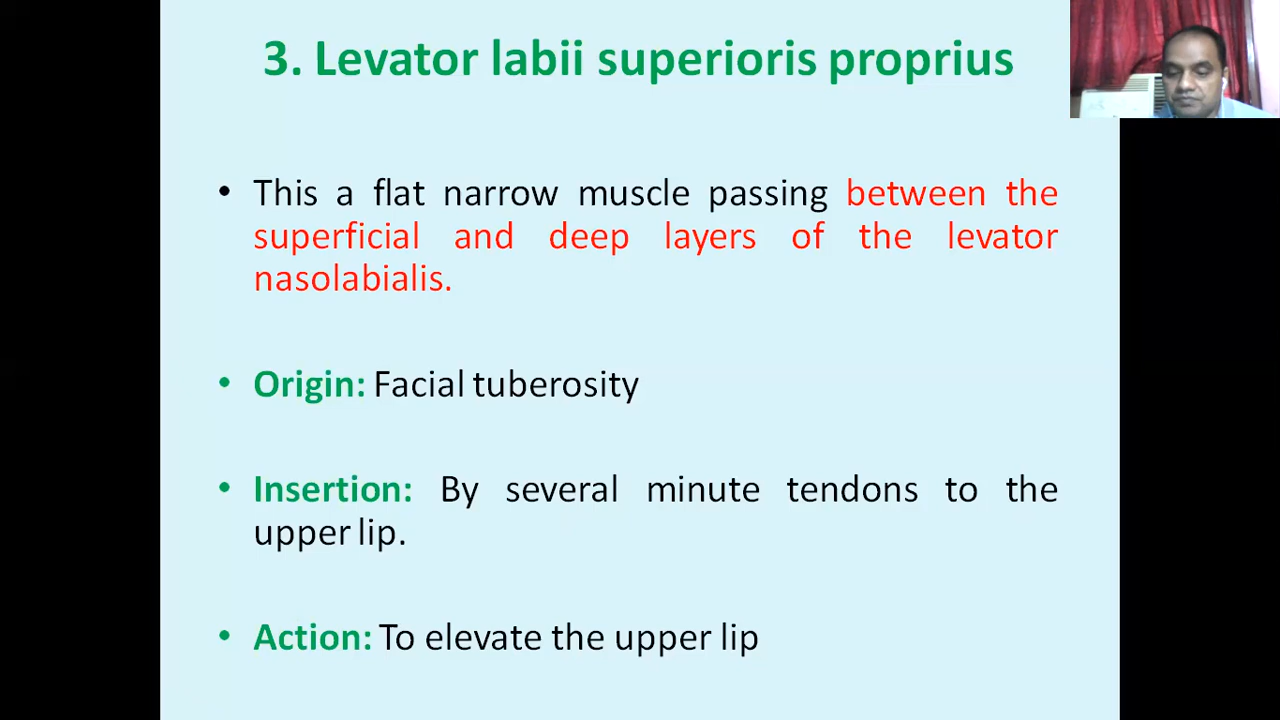 3. Levator labii superioris proprius
• This a flat narrow muscle passing between the
superficial and deep layers of the levator
nasolabialis.
• Origin: Facial tuberosity
• Insertion: By several minute tendons to the
upper lip.
• Action: To elevate the upper lip